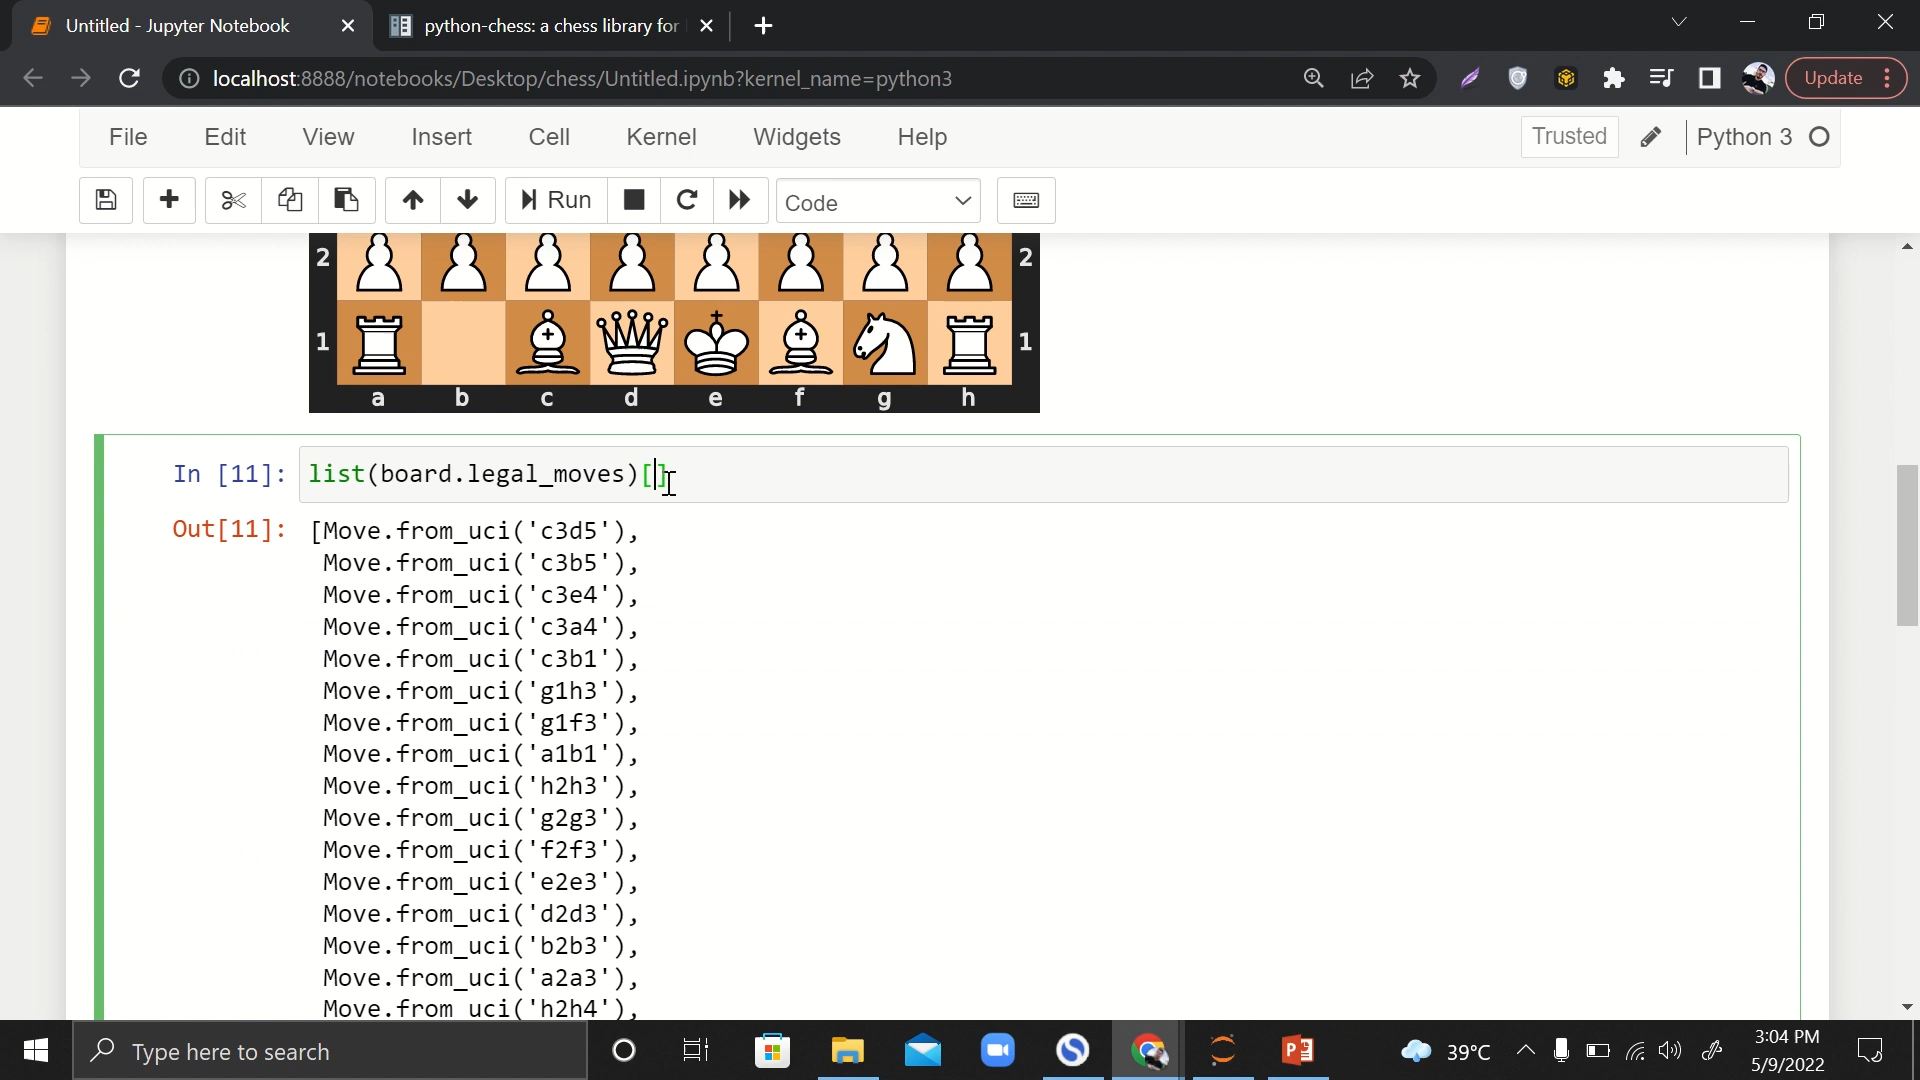 Untitled - Jupyter Notebook
python-chess: a chess library for
localhost:8888/notebooks/Desktop/chess/Untitled.ipynb?kernel_name=python3
Update
File Edit View Insert Cell Kernel Widgets Help
Trusted Python 3
Run Code
2 2
1 1
a b c d e f g h
In [11]: list(board.legal_moves)[]
Out[11]: [Move.from_uci('c3d5'),
Move.from_uci('c3b5'),
Move.from_uci('c3e4'),
Move.from_uci('c3a4'),
Move.from_uci('c3b1'),
Move.from_uci('g1h3'),
Move.from_uci('g1f3'),
Move.from_uci('a1b1'),
Move.from_uci('h2h3'),
Move.from_uci('g2g3'),
Move.from_uci('f2f3'),
Move.from_uci('e2e3'),
Move.from_uci('d2d3'),
Move.from_uci('b2b3'),
Move.from_uci('a2a3'),
Move.from_uci('h2h4'),
Type here to search
39°C
3:04 PM
5/9/2022